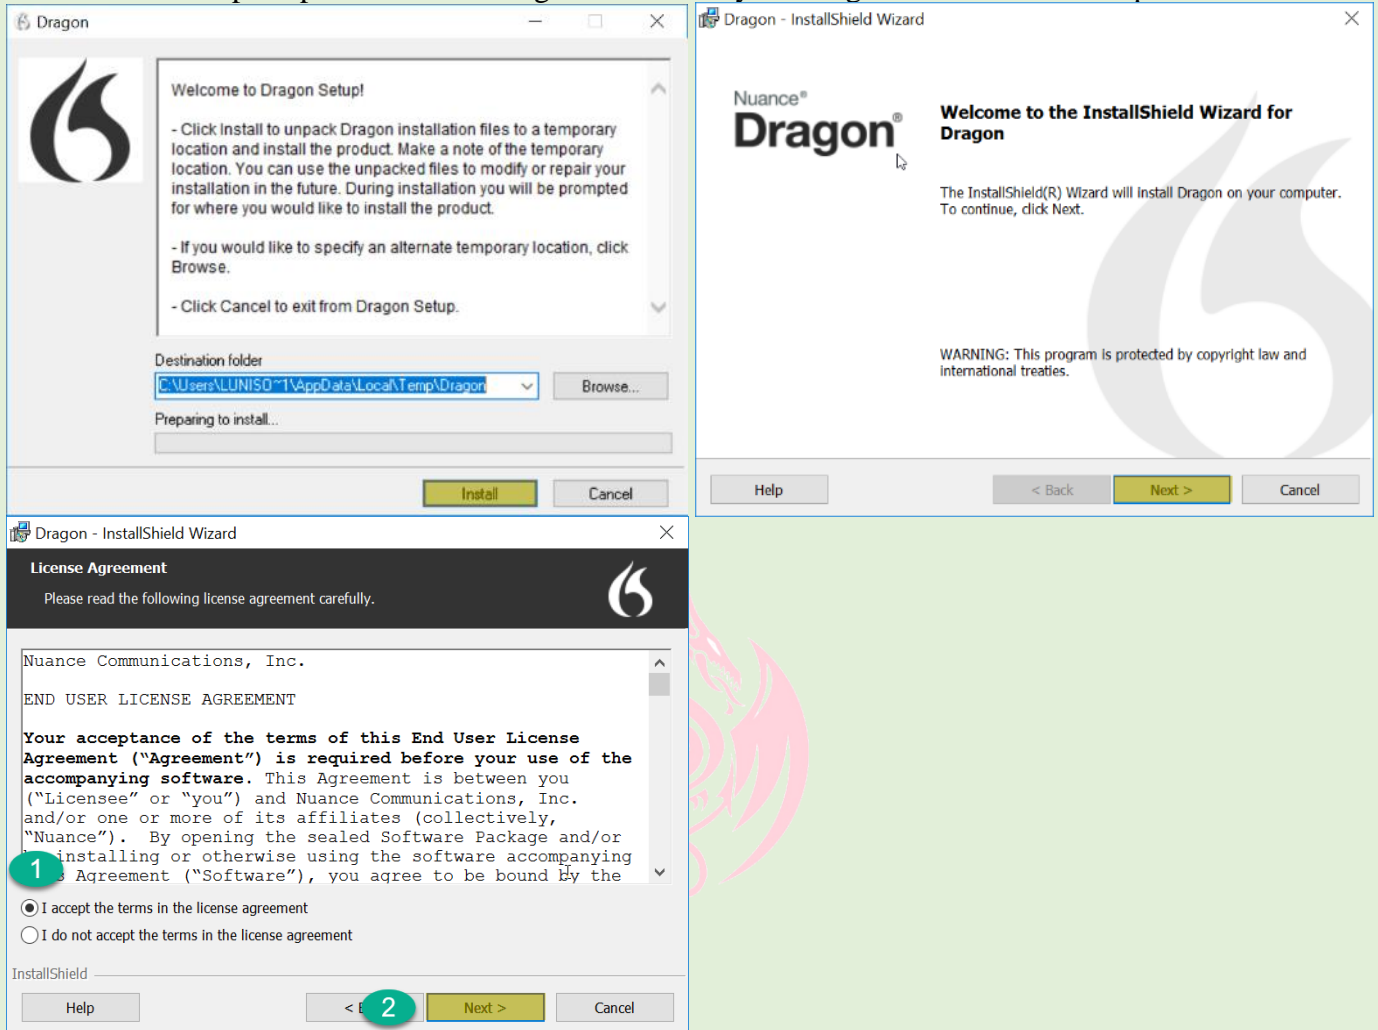 Dragon
Welcome to Dragon Setup!
- Click Install to unpack Dragon installation files to a temporary
location and install the product. Make a note of the temporary
location. You can use the unpacked files to modify or repair your
installation in the future. During installation you will be prompted
for where you would like to install the product.
- If you would like to specify an alternate temporary location, click
Browse.
- Click Cancel to exit from Dragon Setup.
Destination folder
C:\Users\LUNISO~1\AppData\Local\Temp\Dragon
Browse...
Preparing to install...
Install
Cancel
Dragon - InstallShield Wizard
Nuance®
Dragon®
Welcome to the InstallShield Wizard for
Dragon
The InstallShield(R) Wizard will install Dragon on your computer.
To continue, click Next.
WARNING: This program is protected by copyright law and
international treaties.
Help
< Back
Next >
Cancel
Dragon - InstallShield Wizard
License Agreement
Please read the following license agreement carefully.
Nuance Communications, Inc.
END USER LICENSE AGREEMENT
Your acceptance of the terms of this End User License
Agreement (“Agreement”) is required before your use of the
accompanying software. This Agreement is between you
(“Licensee” or “you”) and Nuance Communications, Inc.
and/or one or more of its affiliates (collectively,
“Nuance”).  By opening the sealed Software Package and/or
installing or otherwise using the software accompanying
Agreement (“Software”), you agree to be bound by the
1
I accept the terms in the license agreement
I do not accept the terms in the license agreement
InstallShield
Help
<
2
Next >
Cancel